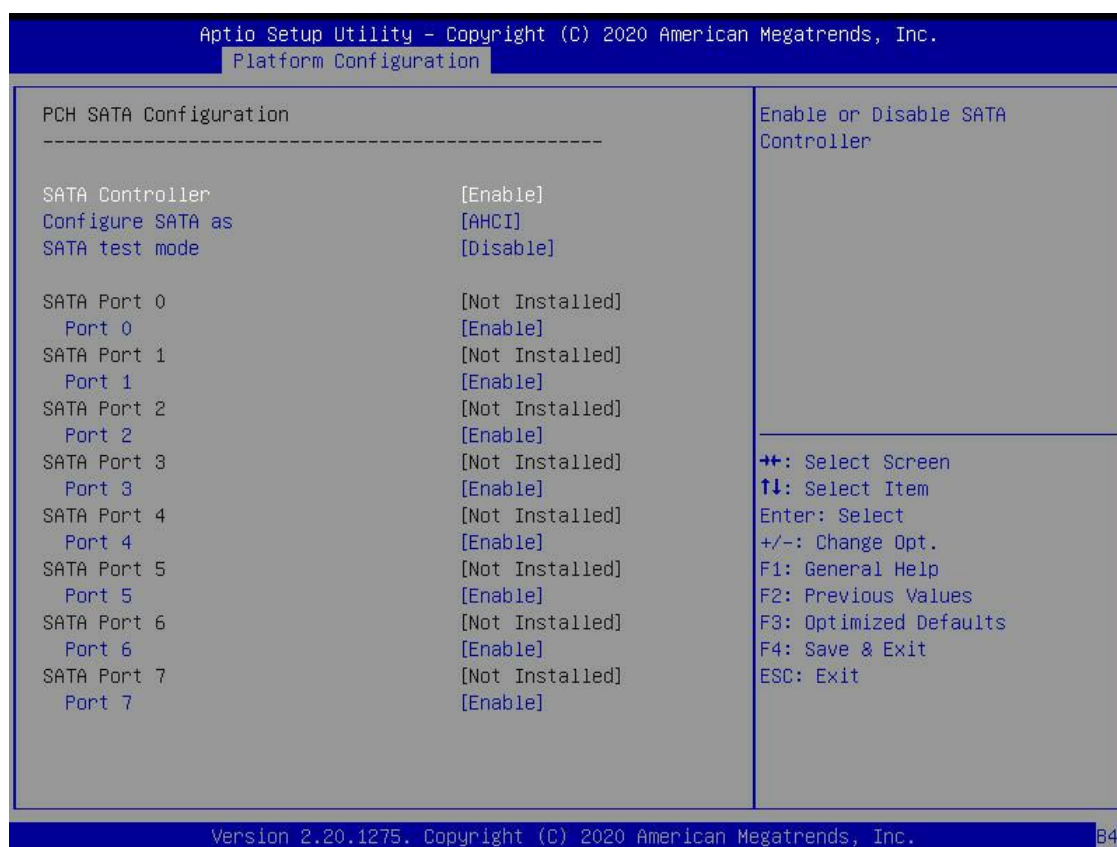 Aptio Setup Utility – Copyright (C) 2020 American Megatrends, Inc.
Platform Configuration
PCH SATA Configuration
--------------------------------------------------
SATA Controller [Enable]
Configure SATA as [AHCI]
SATA test mode [Disable]
SATA Port 0 [Not Installed]
Port 0 [Enable]
SATA Port 1 [Not Installed]
Port 1 [Enable]
SATA Port 2 [Not Installed]
Port 2 [Enable]
SATA Port 3 [Not Installed]
Port 3 [Enable]
SATA Port 4 [Not Installed]
Port 4 [Enable]
SATA Port 5 [Not Installed]
Port 5 [Enable]
SATA Port 6 [Not Installed]
Port 6 [Enable]
SATA Port 7 [Not Installed]
Port 7 [Enable]
Enable or Disable SATA
Controller
→←: Select Screen
↑↓: Select Item
Enter: Select
+/-: Change Opt.
F1: General Help
F2: Previous Values
F3: Optimized Defaults
F4: Save & Exit
ESC: Exit
Version 2.20.1275. Copyright (C) 2020 American Megatrends, Inc.
B4